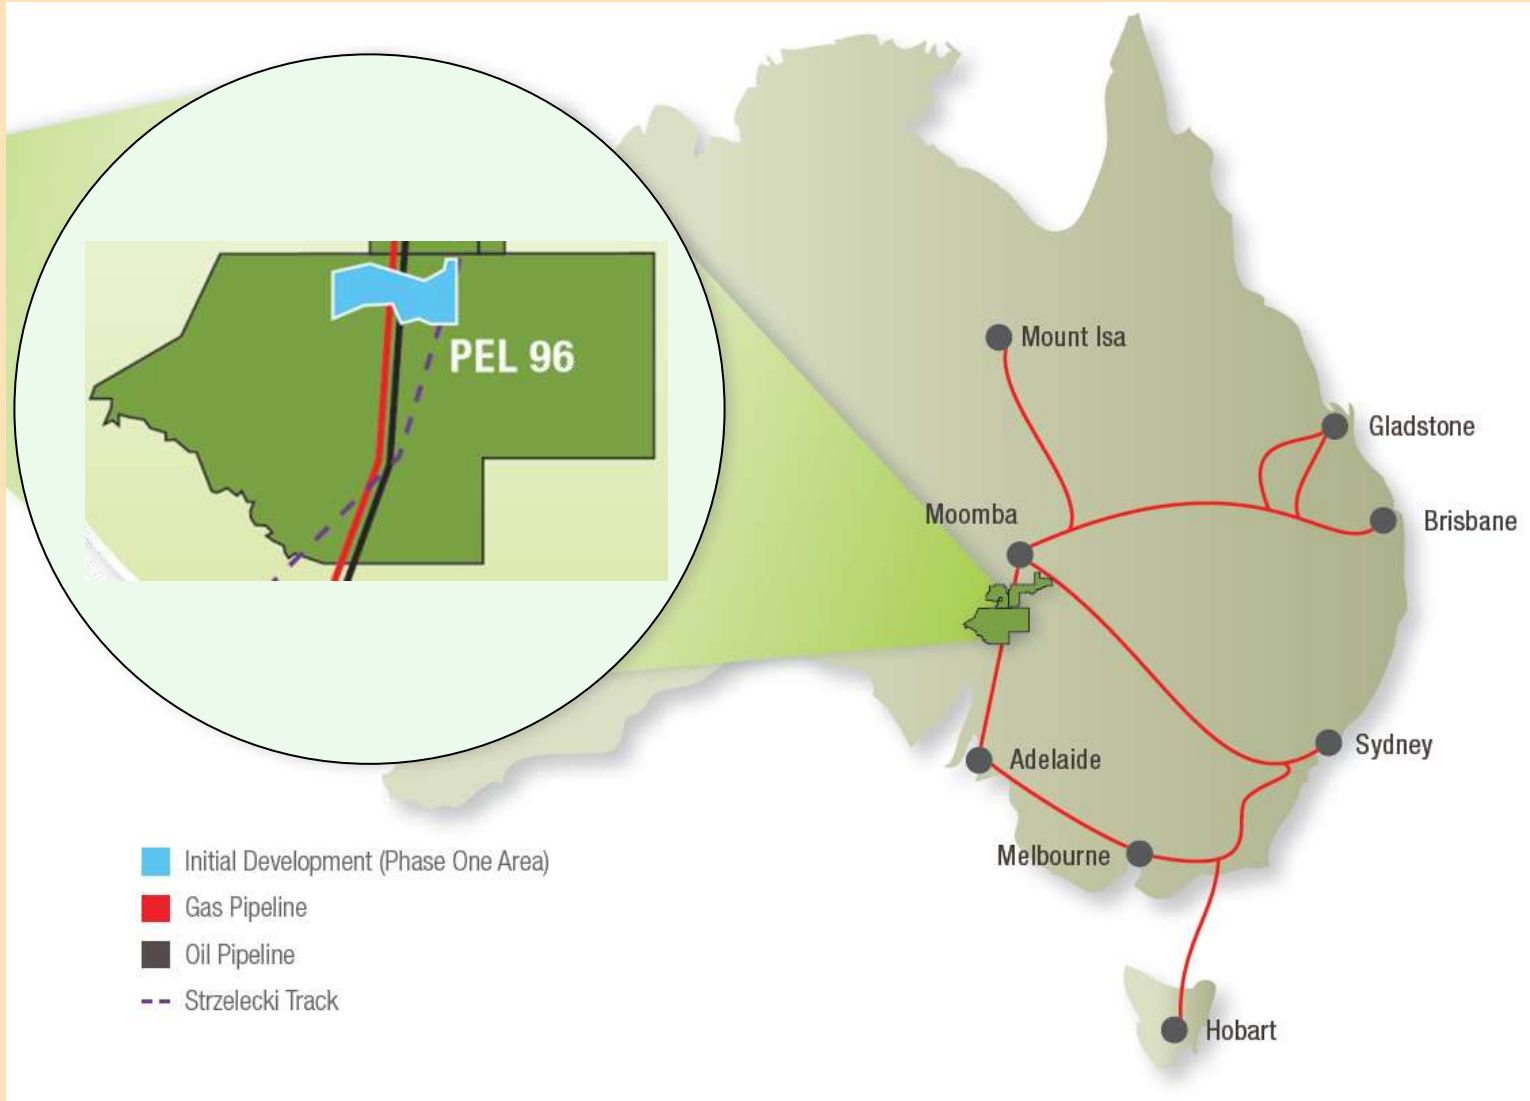 PEL 96
Mount Isa
Gladstone
Moomba
Brisbane
Sydney
Adelaide
Melbourne
Hobart
Initial Development (Phase One Area)
Gas Pipeline
Oil Pipeline
Strzelecki Track